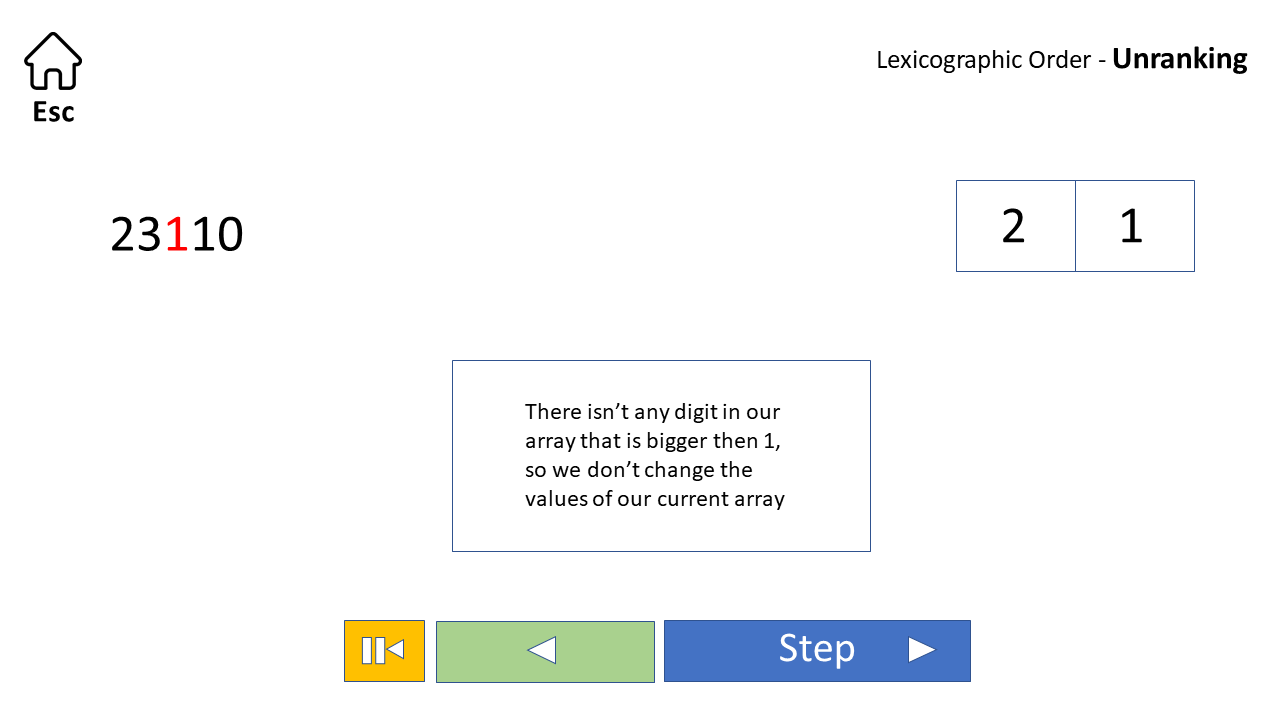 Lexicographic Order - Unranking
Esc
23110
2 1
There isn’t any digit in our
array that is bigger then 1,
so we don’t change the
values of our current array
Step